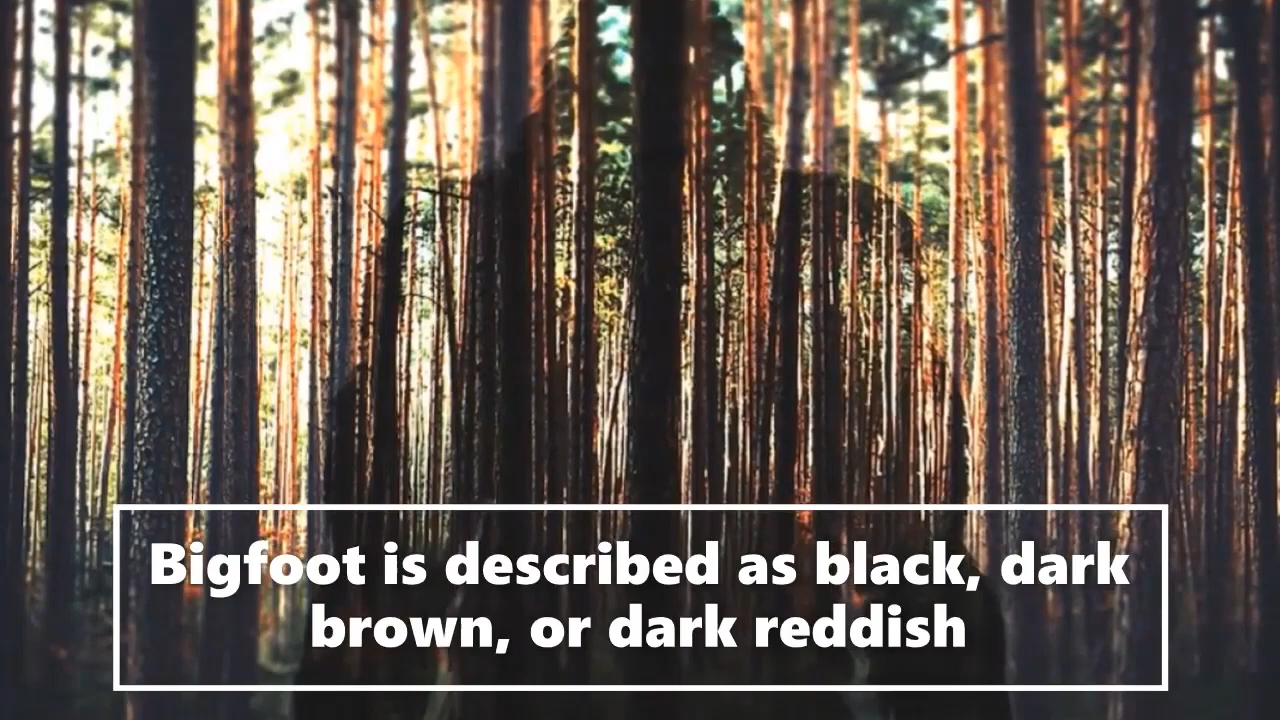 Bigfoot is described as black, dark
brown, or dark reddish